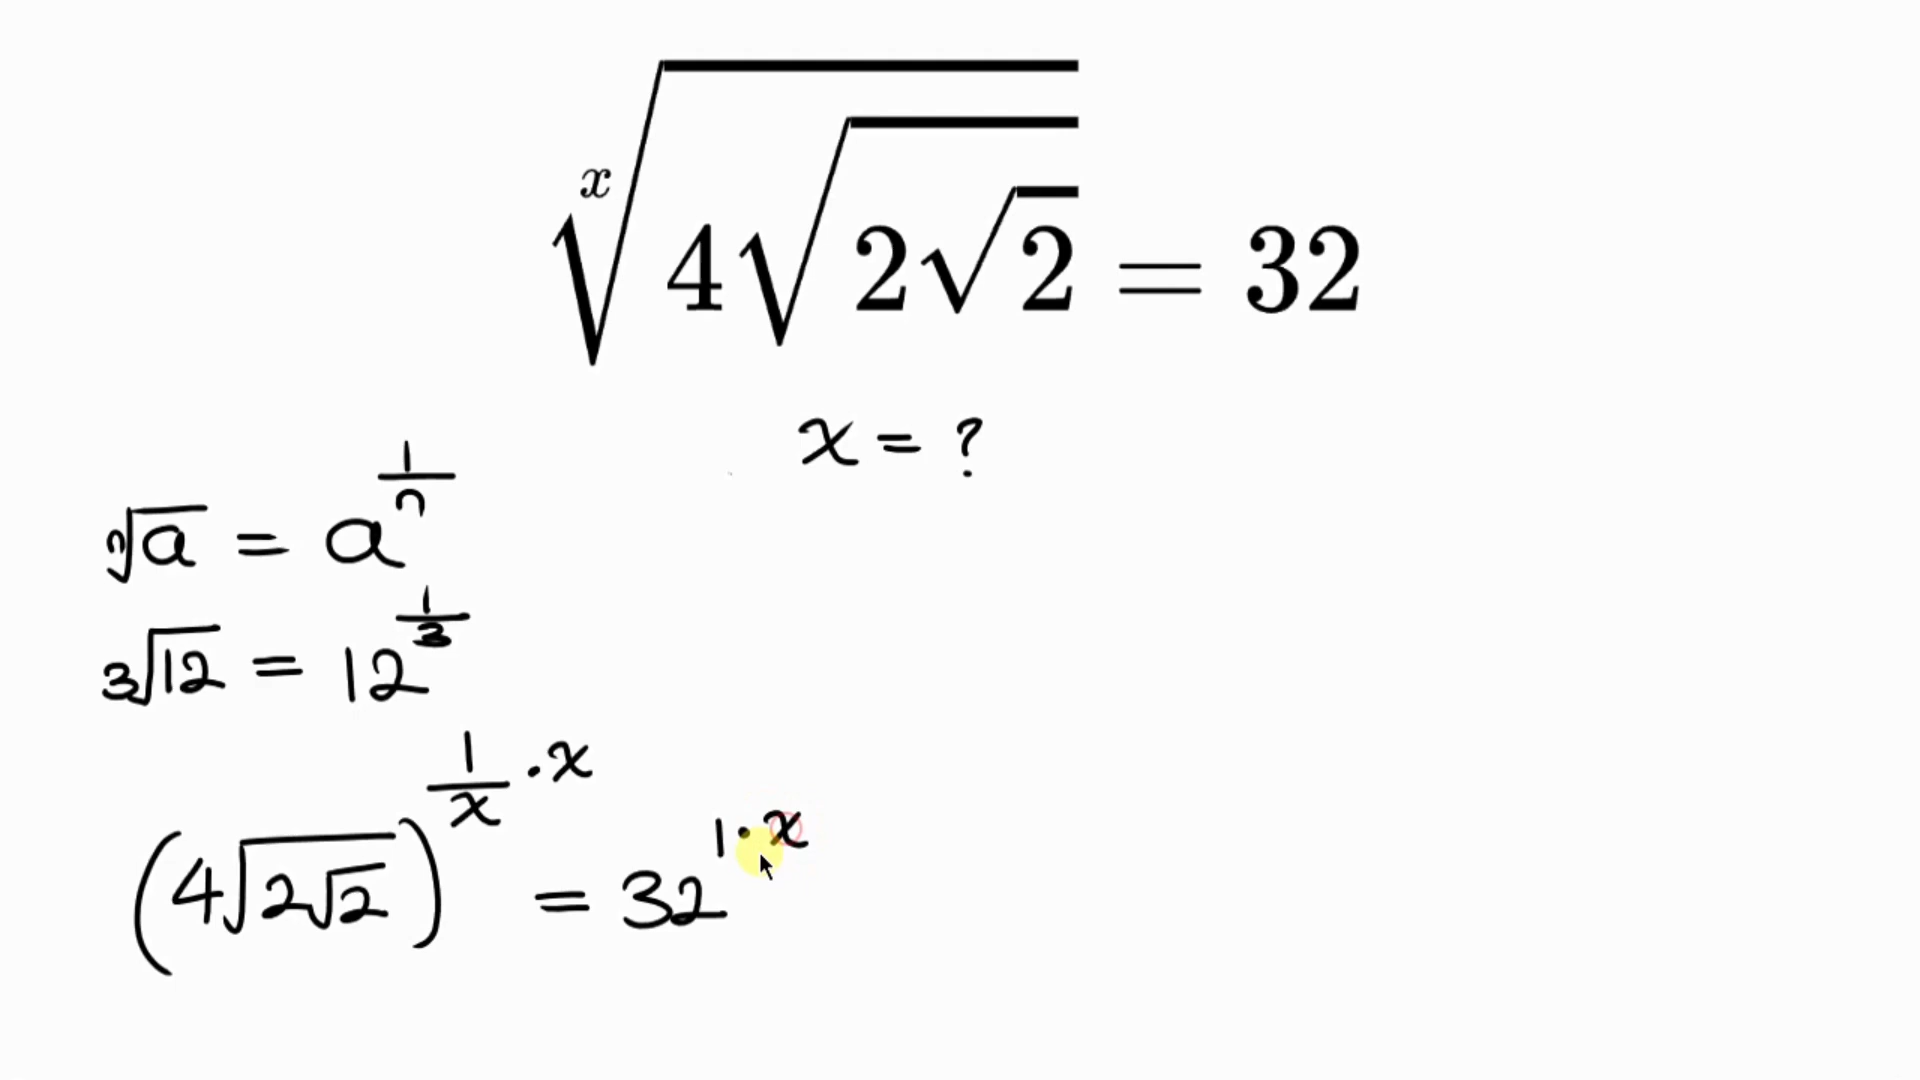 ˣ√(4√(2√2)) = 32
x = ?
ⁿ√a = a^(1/n)
³√12 = 12^(1/3)
(4√(2√2))^(1/x · x) = 32^(1 · x)